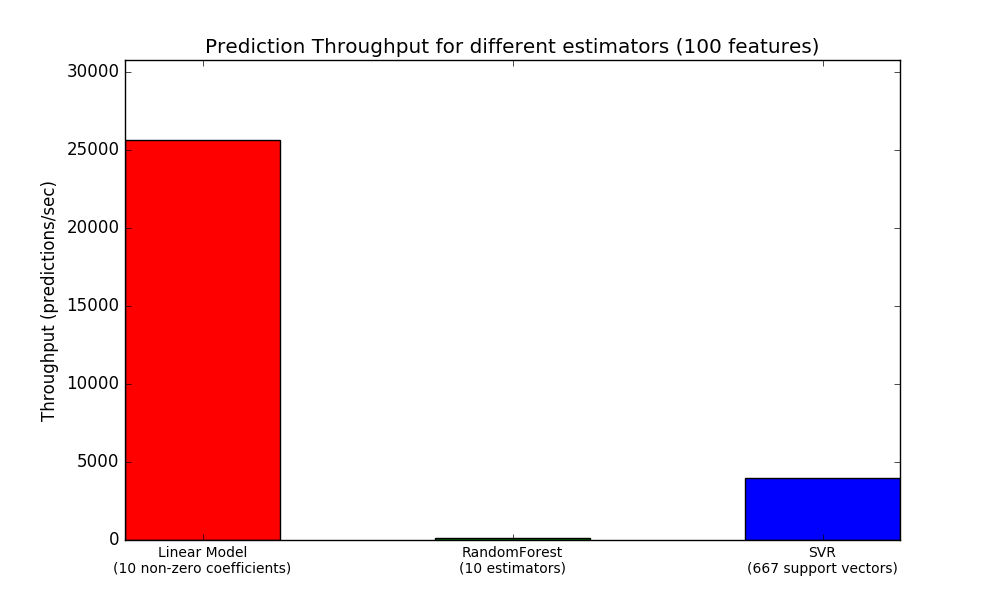 Prediction Throughput for different estimators (100 features)
30000
25000
20000
15000
10000
5000
0
Throughput (predictions/sec)
Linear Model
(10 non-zero coefficients)
RandomForest
(10 estimators)
SVR
(667 support vectors)